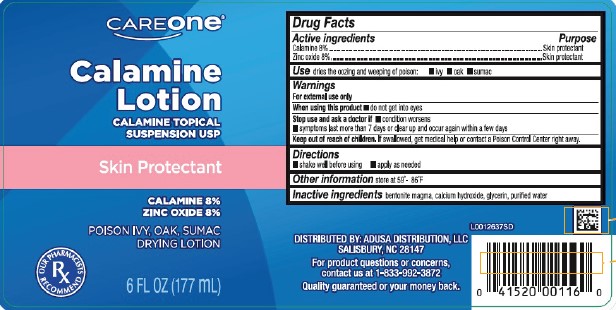 CAREONE®
Calamine
Lotion
CALAMINE TOPICAL
SUSPENSION USP
Skin Protectant
CALAMINE 8%
ZINC OXIDE 8%
POISON IVY, OAK, SUMAC
DRYING LOTION
OUR PHARMACISTS
Rx
RECOMMEND
6 FL OZ (177 mL)
Drug Facts
Active ingredients Purpose
Calamine 8% Skin protectant
Zinc oxide 8% Skin protectant
Use dries the oozing and weeping of poison: ■ ivy ■ oak ■ sumac
Warnings
For external use only
When using this product ■ do not get into eyes
Stop use and ask a doctor if ■ condition worsens
■ symptoms last more than 7 days or clear up and occur again within a few days
Keep out of reach of children. If swallowed, get medical help or contact a Poison Control Center right away.
Directions
■ shake well before using ■ apply as needed
Other information store at 59°- 86°F
Inactive ingredients bentonite magma, calcium hydroxide, glycerin, purified water
L0012637SD
DISTRIBUTED BY: ADUSA DISTRIBUTION, LLC
SALISBURY, NC 28147
For product questions or concerns,
contact us at 1-833-992-3872
Quality guaranteed or your money back.
0 41520 00116 0